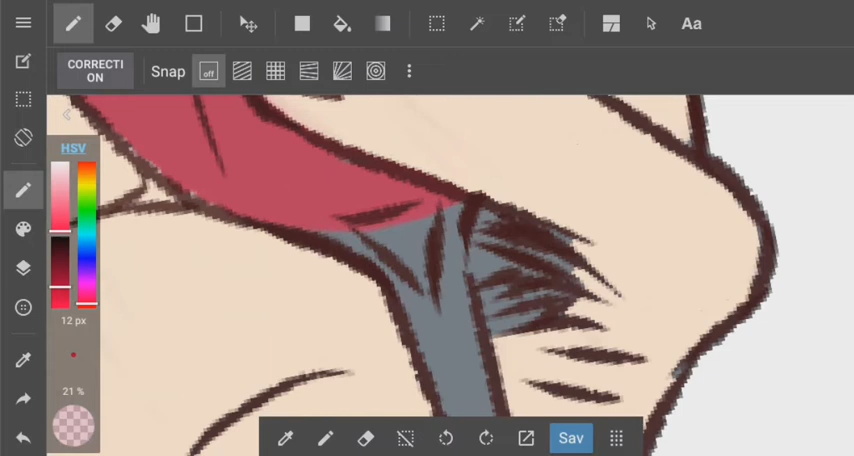 Aa
CORRECTI
ON
Snap
off
HSV
12 px
21 %
Sav